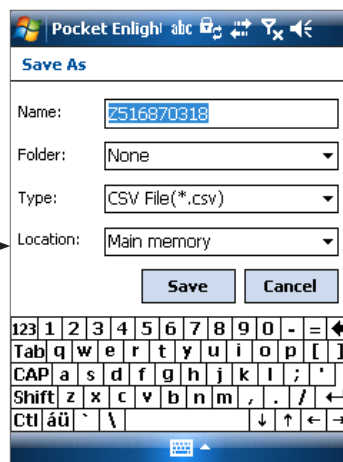 Pocket Enligh abc
Save As
Name: Z516870318
Folder: None
Type: CSV File(*.csv)
Location: Main memory
Save Cancel
123 1 2 3 4 5 6 7 8 9 0 - =
Tab q w e r t y u i o p [ ]
CAP a s d f g h j k l ; '
Shift z x c v b n m , . /
Ctl áü ` \ ↓ ↑ ← →